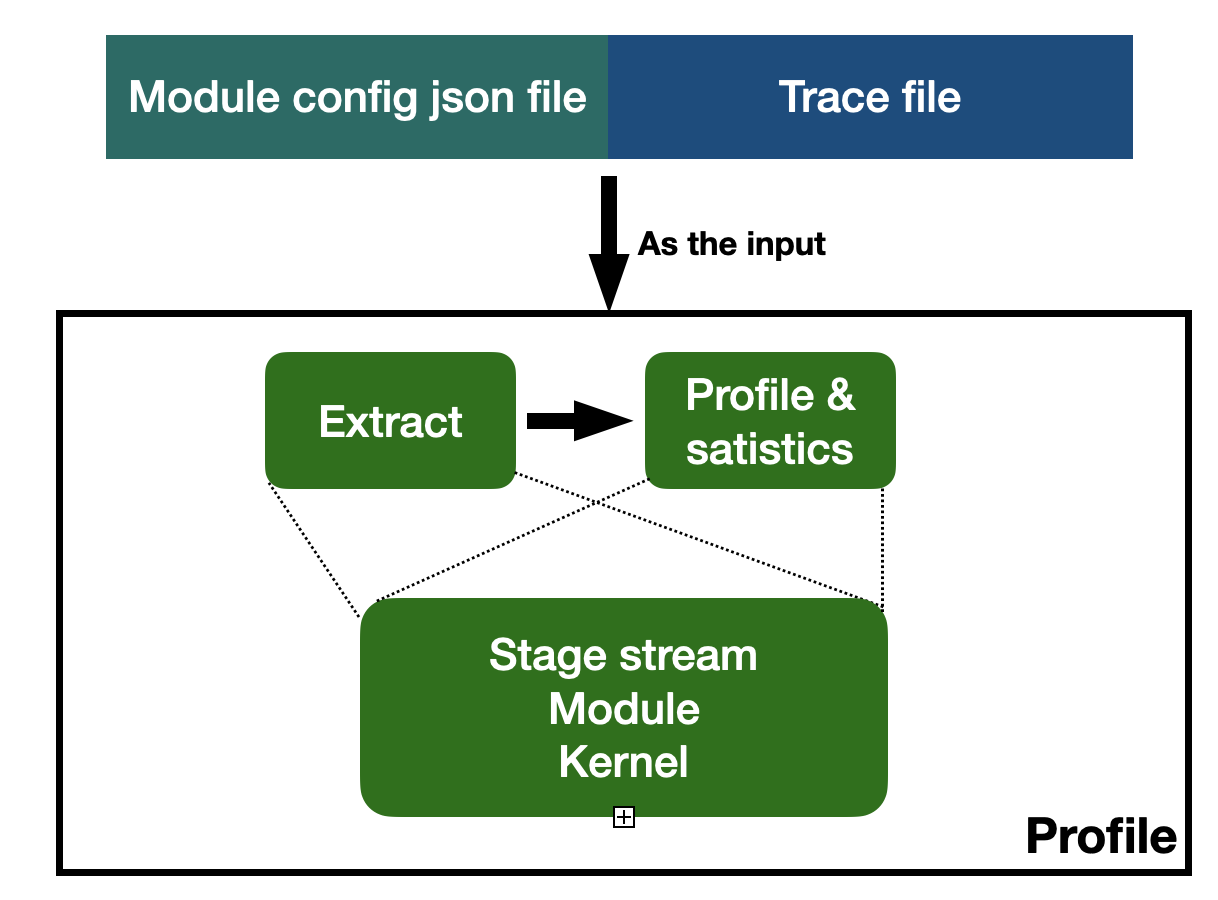 Module config json file
Trace file
As the input
Extract
Profile &
satistics
Stage stream
Module
Kernel
Profile